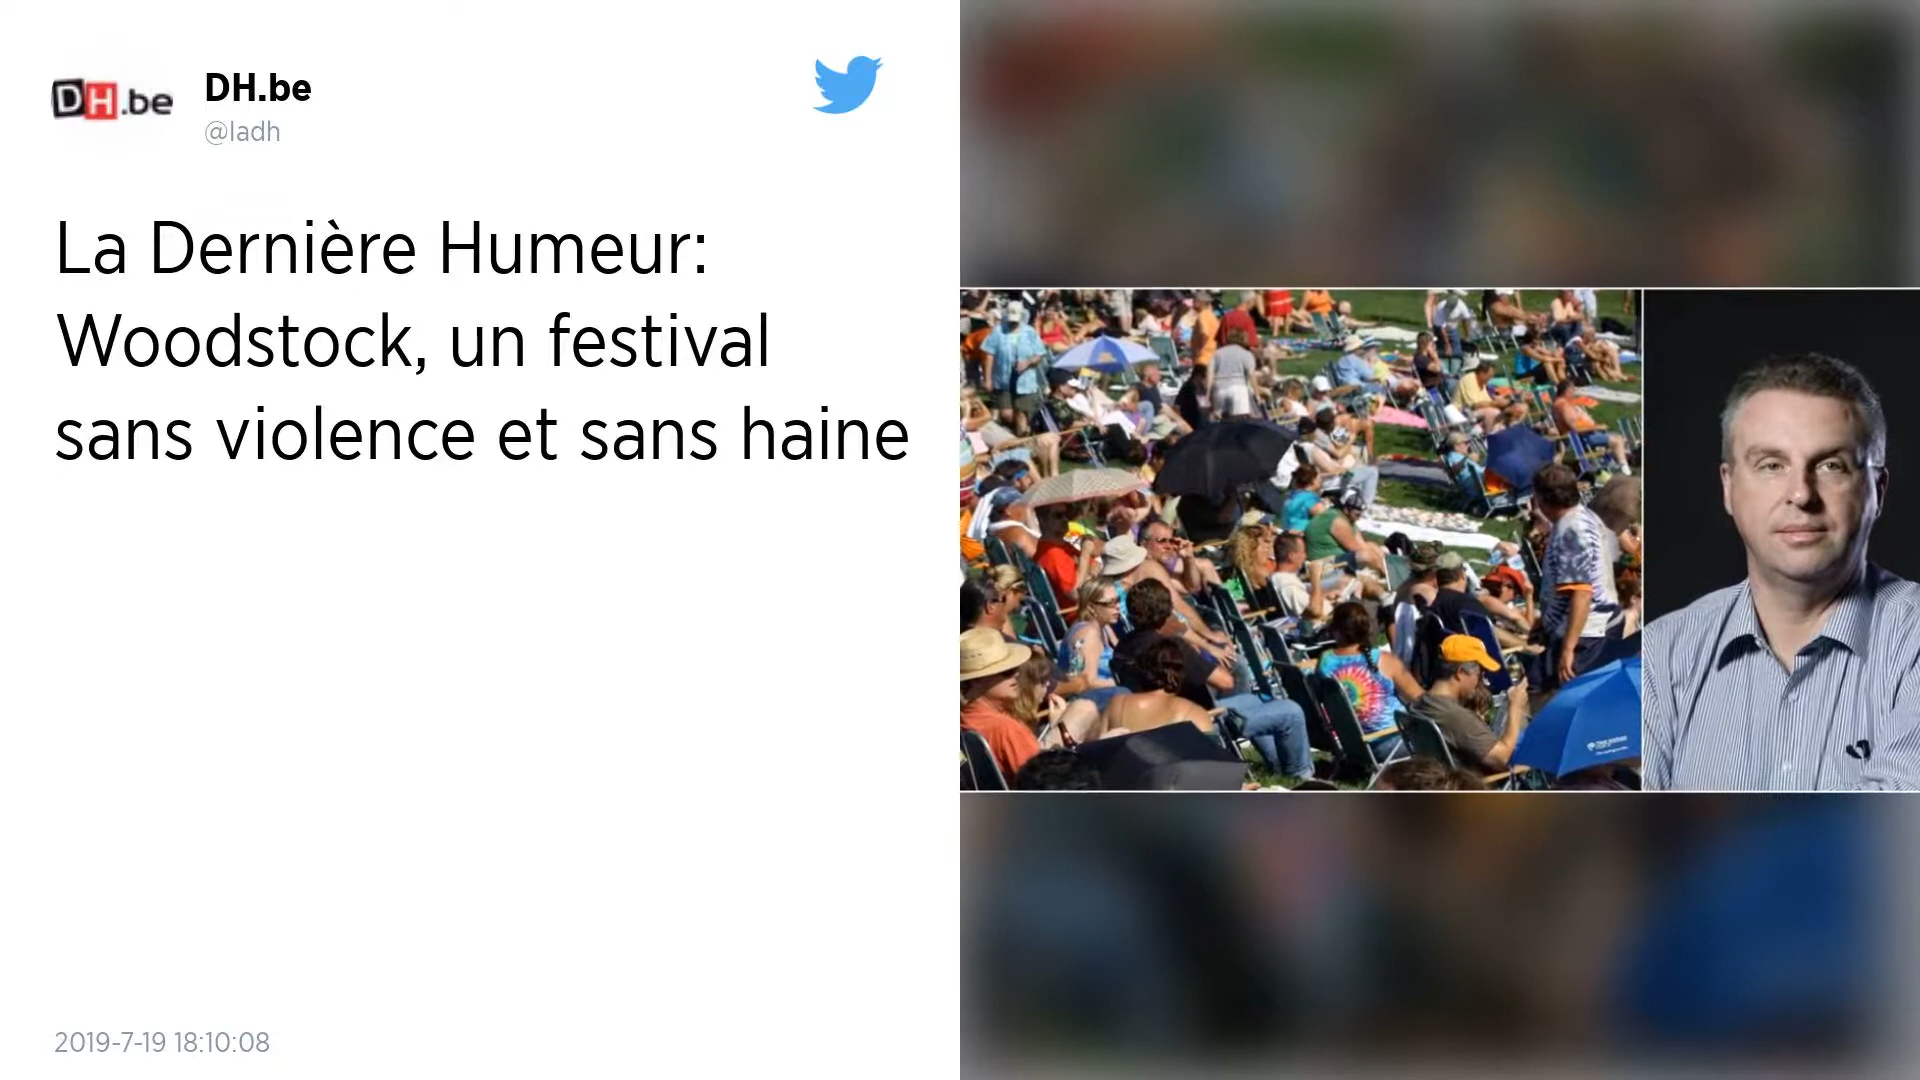 DH.be
DH.be
@ladh
La Dernière Humeur:
Woodstock, un festival
sans violence et sans haine
2019-7-19 18:10:08